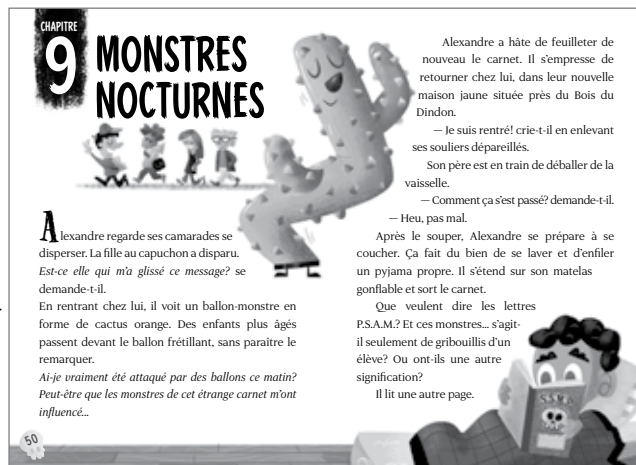 CHAPITRE
9
MONSTRES
NOCTURNES
Alexandre regarde ses camarades se
disperser. La fille au capuchon a disparu.
Est-ce elle qui m'a glissé ce message? se
demande-t-il.
En rentrant chez lui, il voit un ballon-monstre en
forme de cactus orange. Des enfants plus âgés
passent devant le ballon frétillant, sans paraître le
remarquer.
Ai-je vraiment été attaqué par des ballons ce matin?
Peut-être que les monstres de cet étrange carnet m'ont
influencé...
50
Alexandre a hâte de feuilleter de
nouveau le carnet. Il s'empresse de
retourner chez lui, dans leur nouvelle
maison jaune située près du Bois du
Dindon.
— Je suis rentré! crie-t-il en enlevant
ses souliers dépareillés.
Son père est en train de déballer de la
vaisselle.
— Comment ça s'est passé? demande-t-il.
— Heu, pas mal.
Après le souper, Alexandre se prépare à se
coucher. Ça fait du bien de se laver et d'enfiler
un pyjama propre. Il s'étend sur son matelas
gonflable et sort le carnet.
Que veulent dire les lettres
P.S.A.M.? Et ces monstres... s'agit-
il seulement de gribouillis d'un
élève? Ou ont-ils une autre
signification?
Il lit une autre page.